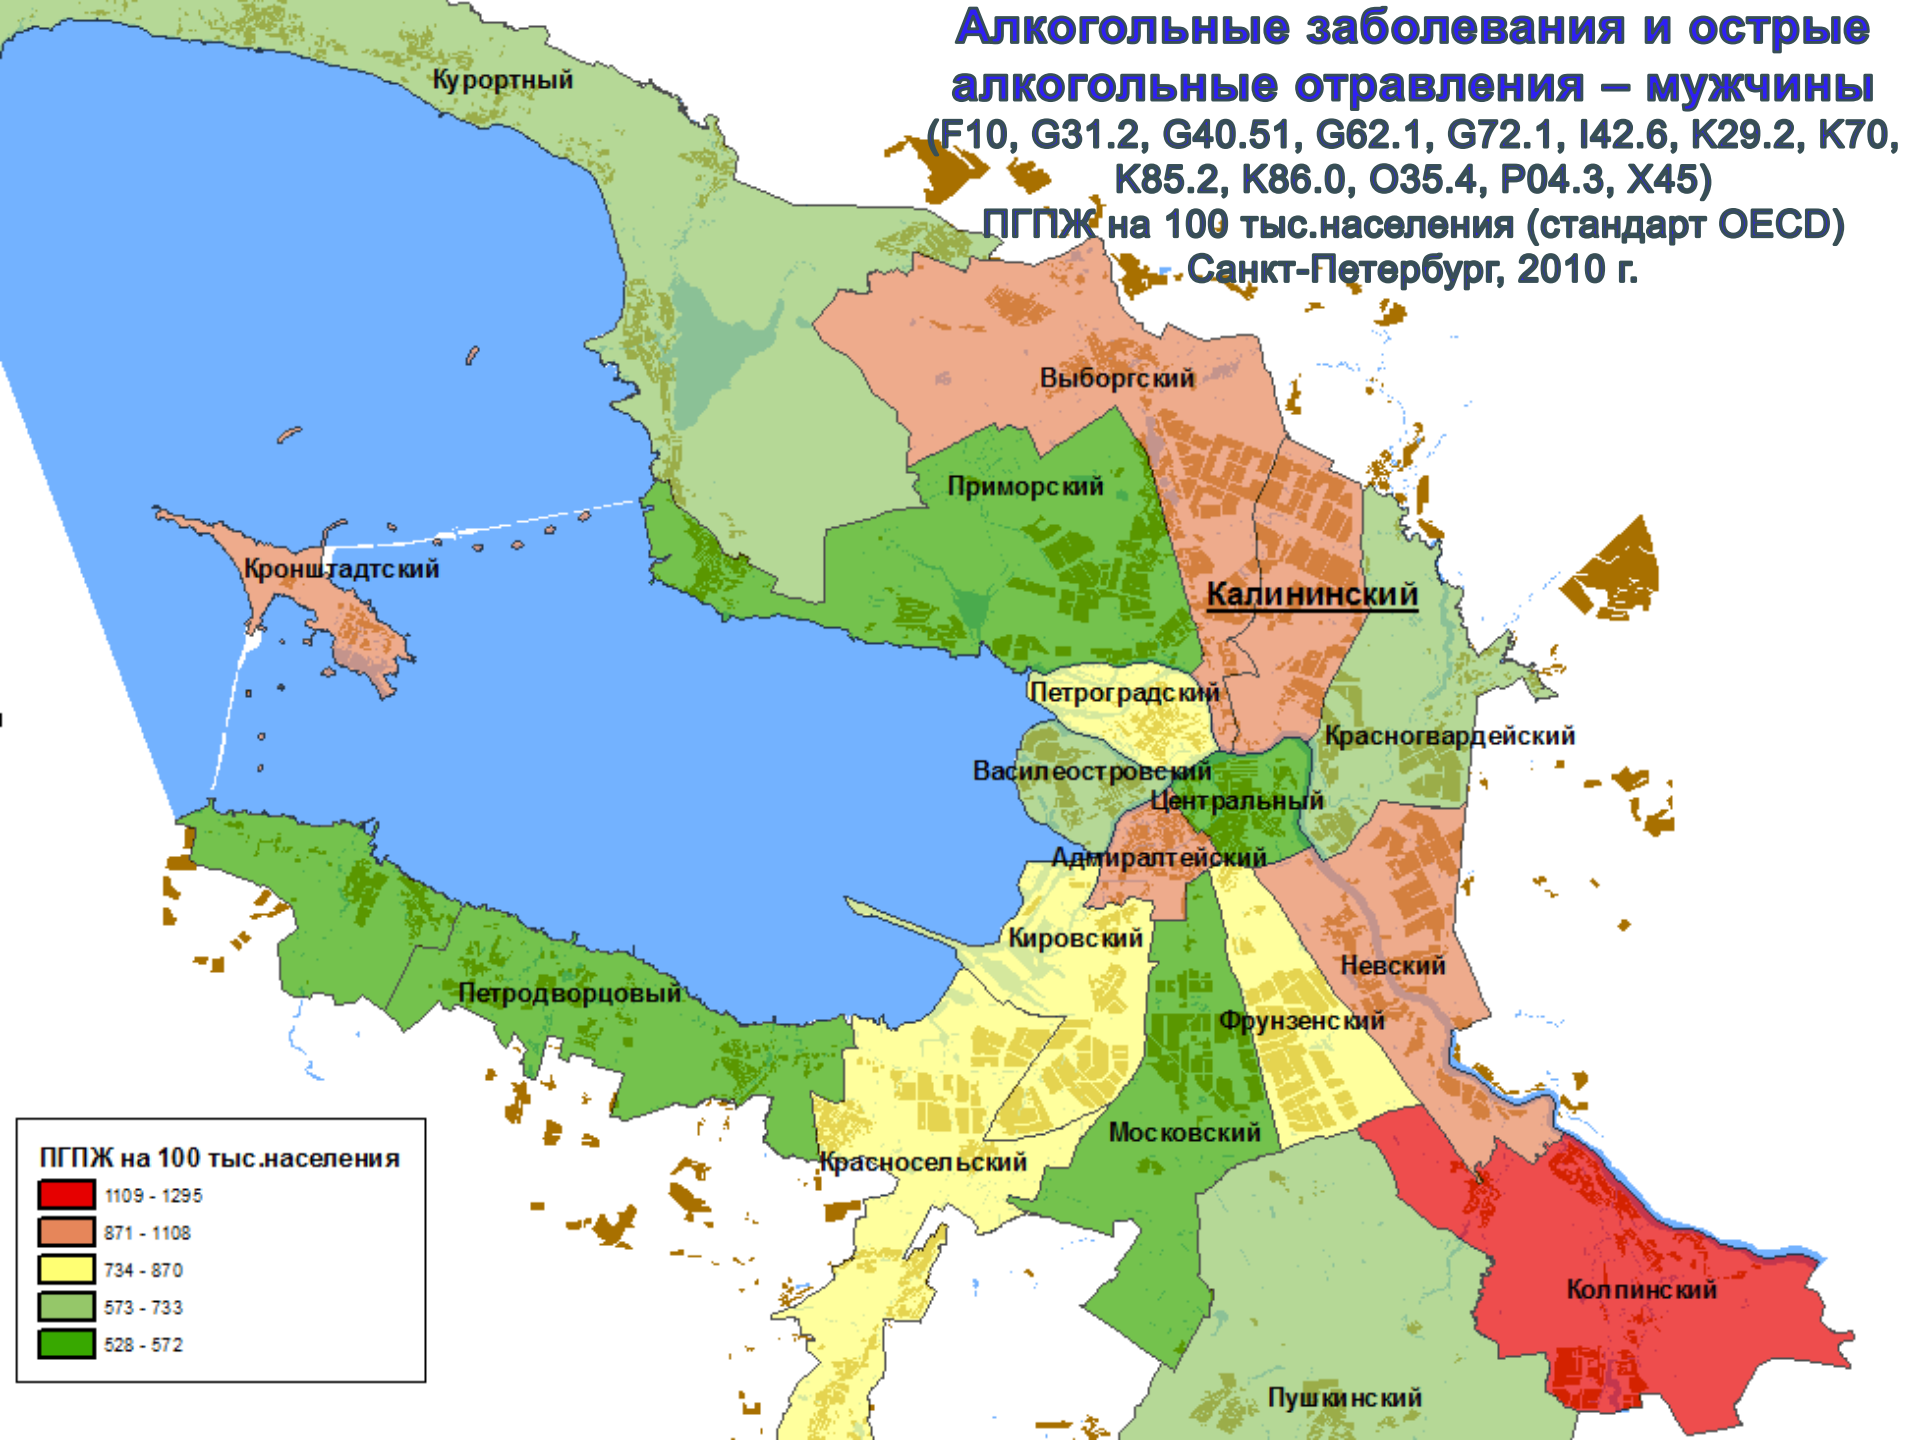 Алкогольные заболевания и острые
алкогольные отравления – мужчины
(F10, G31.2, G40.51, G62.1, G72.1, I42.6, K29.2, K70,
K85.2, K86.0, O35.4, P04.3, X45)
ПГПЖ на 100 тыс.населения (стандарт OECD)
Санкт-Петербург, 2010 г.
Курортный
Выборгский
Приморский
Кронштадтский
Калининский
Петроградский
Красногвардейский
Василеостровский
Центральный
Адмиралтейский
Кировский
Невский
Петродворцовый
Фрунзенский
Московский
Красносельский
Колпинский
Пушкинский
ПГПЖ на 100 тыс.населения
1109 - 1295
871 - 1108
734 - 870
573 - 733
528 - 572